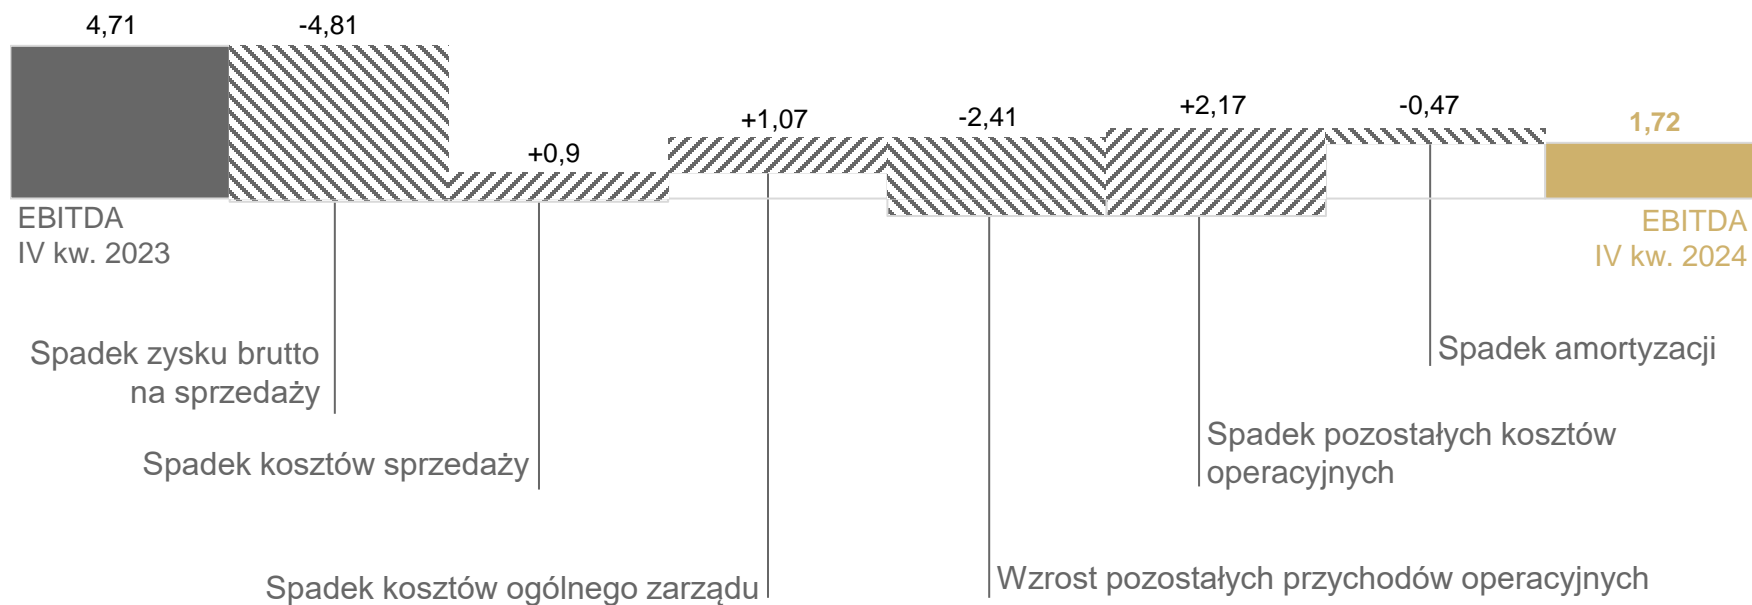 4,71
-4,81
+0,9
+1,07
-2,41
+2,17
-0,47
1,72
EBITDA
IV kw. 2023
EBITDA
IV kw. 2024
Spadek zysku brutto
na sprzedaży
Spadek kosztów sprzedaży
Spadek kosztów ogólnego zarządu
Wzrost pozostałych przychodów operacyjnych
Spadek pozostałych kosztów
operacyjnych
Spadek amortyzacji